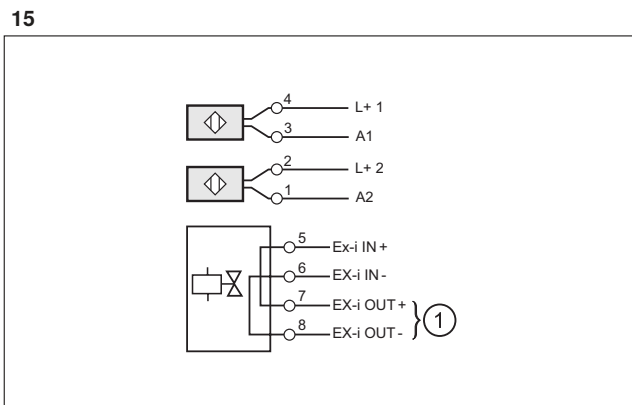 15
4 L+ 1
3 A1
2 L+ 2
1 A2
5 Ex-i IN+
6 EX-i IN-
7 EX-i OUT+
8 EX-i OUT-
1